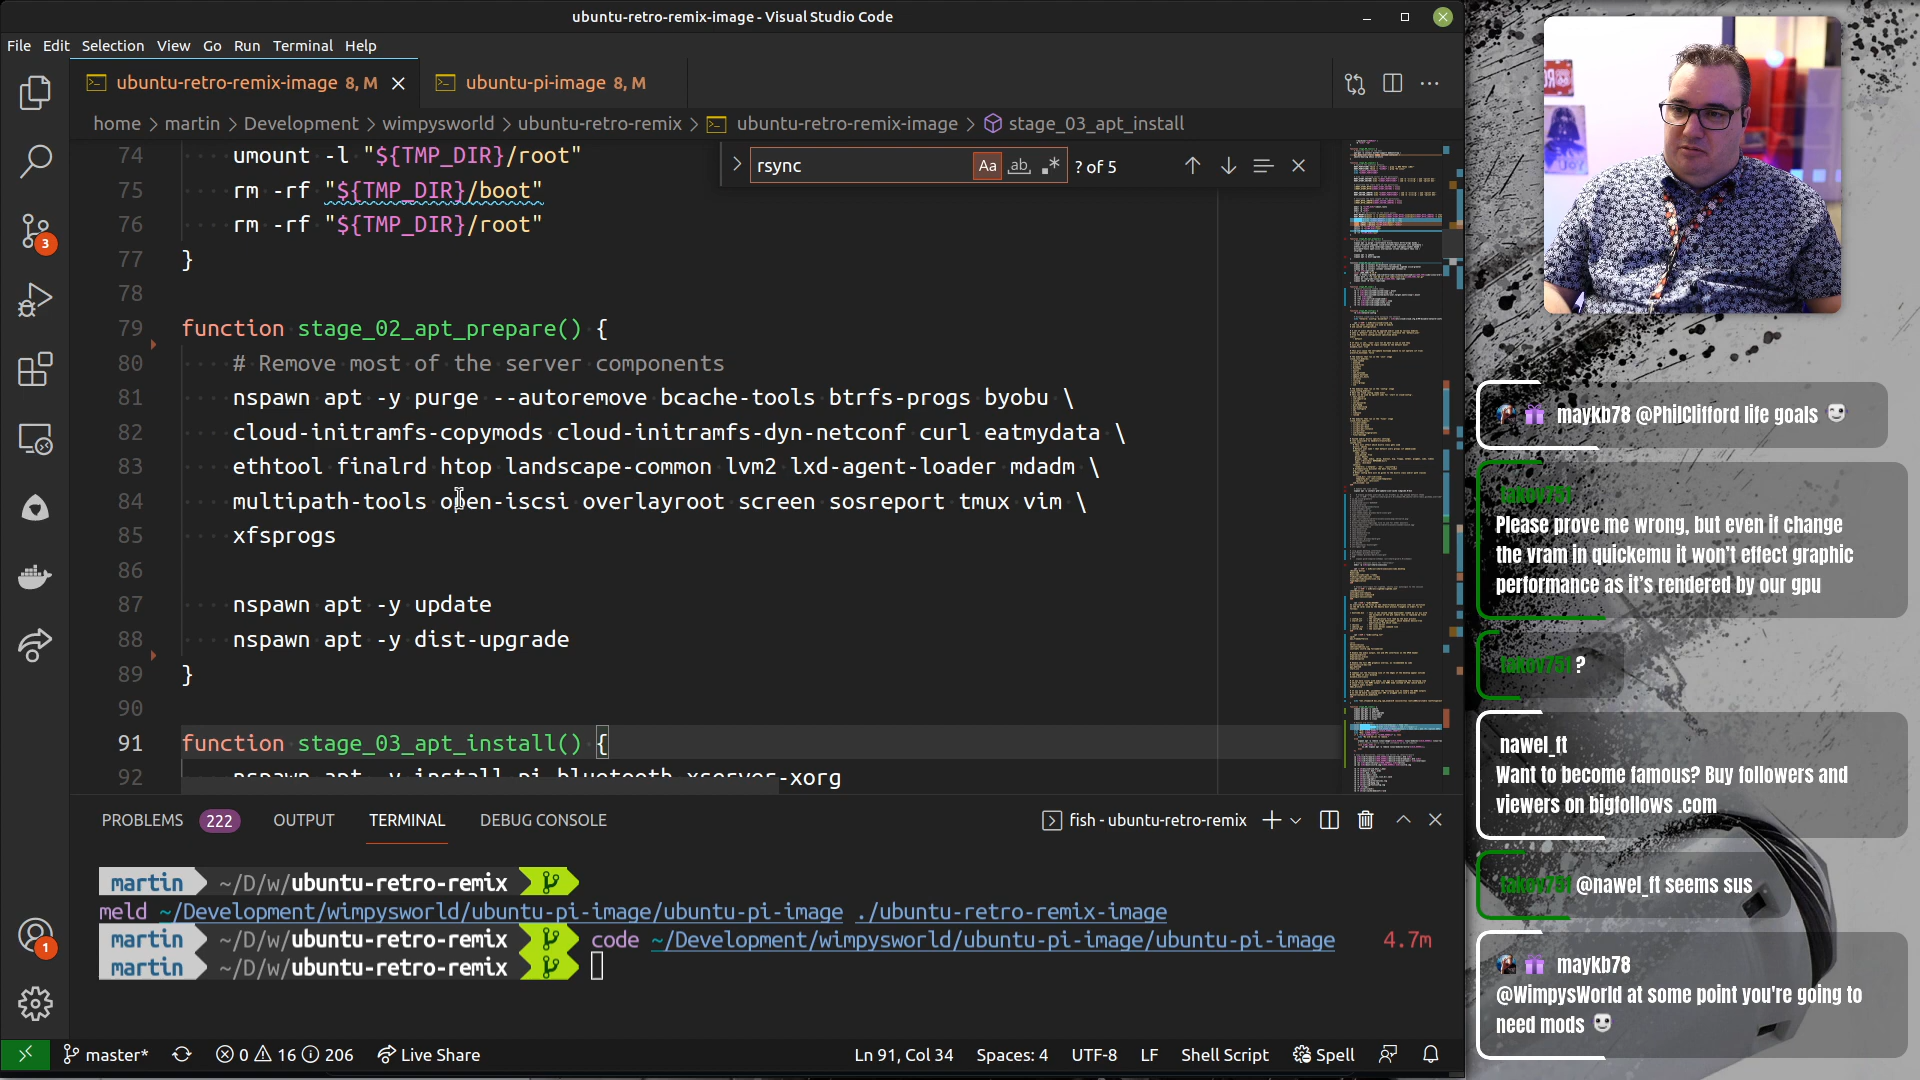 ubuntu-retro-remix-image - Visual Studio Code
File Edit Selection View Go Run Terminal Help
ubuntu-retro-remix-image 8, M
ubuntu-pi-image 8, M
home > martin > Development > wimpysworld > ubuntu-retro-remix > ubuntu-retro-remix-image > stage_03_apt_install
rsync
Aa
ab
? of 5
74 umount -l "${TMP_DIR}/root"
75 rm -rf "${TMP_DIR}/boot"
76 rm -rf "${TMP_DIR}/root"
77 }
78
79 function stage_02_apt_prepare() {
80 # Remove most of the server components
81 nspawn apt -y purge --autoremove bcache-tools btrfs-progs byobu \
82 cloud-initramfs-copymods cloud-initramfs-dyn-netconf curl eatmydata \
83 ethtool finalrd htop landscape-common lvm2 lxd-agent-loader mdadm \
84 multipath-tools open-iscsi overlayroot screen sosreport tmux vim \
85 xfsprogs
86
87 nspawn apt -y update
88 nspawn apt -y dist-upgrade
89 }
90
91 function stage_03_apt_install() {
92 nspawn apt -y install pi-bluetooth xserver-xorg
3
1
PROBLEMS 222 OUTPUT TERMINAL DEBUG CONSOLE
fish - ubuntu-retro-remix
martin ~/D/w/ubuntu-retro-remix
meld ~/Development/wimpysworld/ubuntu-pi-image/ubuntu-pi-image ./ubuntu-retro-remix-image
martin ~/D/w/ubuntu-retro-remix code ~/Development/wimpysworld/ubuntu-pi-image/ubuntu-pi-image 4.7m
martin ~/D/w/ubuntu-retro-remix
master* 0 16 206 Live Share
Ln 91, Col 34 Spaces: 4 UTF-8 LF Shell Script Spell
maykb78 @PhilClifford life goals
Please prove me wrong, but even if change
the vram in quickemu it won't effect graphic
performance as it's rendered by our gpu
?
nawel_ft
Want to become famous? Buy followers and
viewers on bigfollows .com
@nawel_ft seems sus
maykb78
@WimpysWorld at some point you're going to
need mods